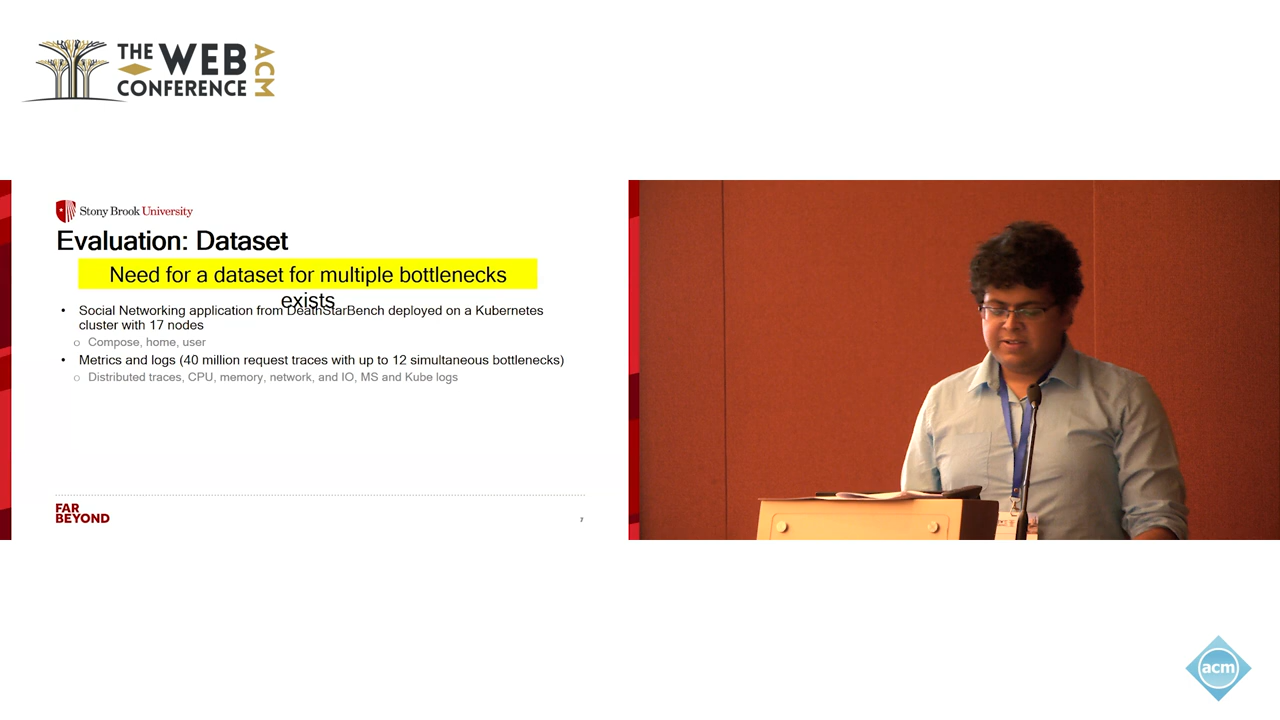 THE WEB
CONFERENCE
ACM
Stony Brook University
Evaluation: Dataset
Need for a dataset for multiple bottlenecks
exists
• Social Networking application from DeathStarBench deployed on a Kubernetes
cluster with 17 nodes
o Compose, home, user
• Metrics and logs (40 million request traces with up to 12 simultaneous bottlenecks)
o Distributed traces, CPU, memory, network, and IO, MS and Kube logs
FAR
BEYOND
7
acm